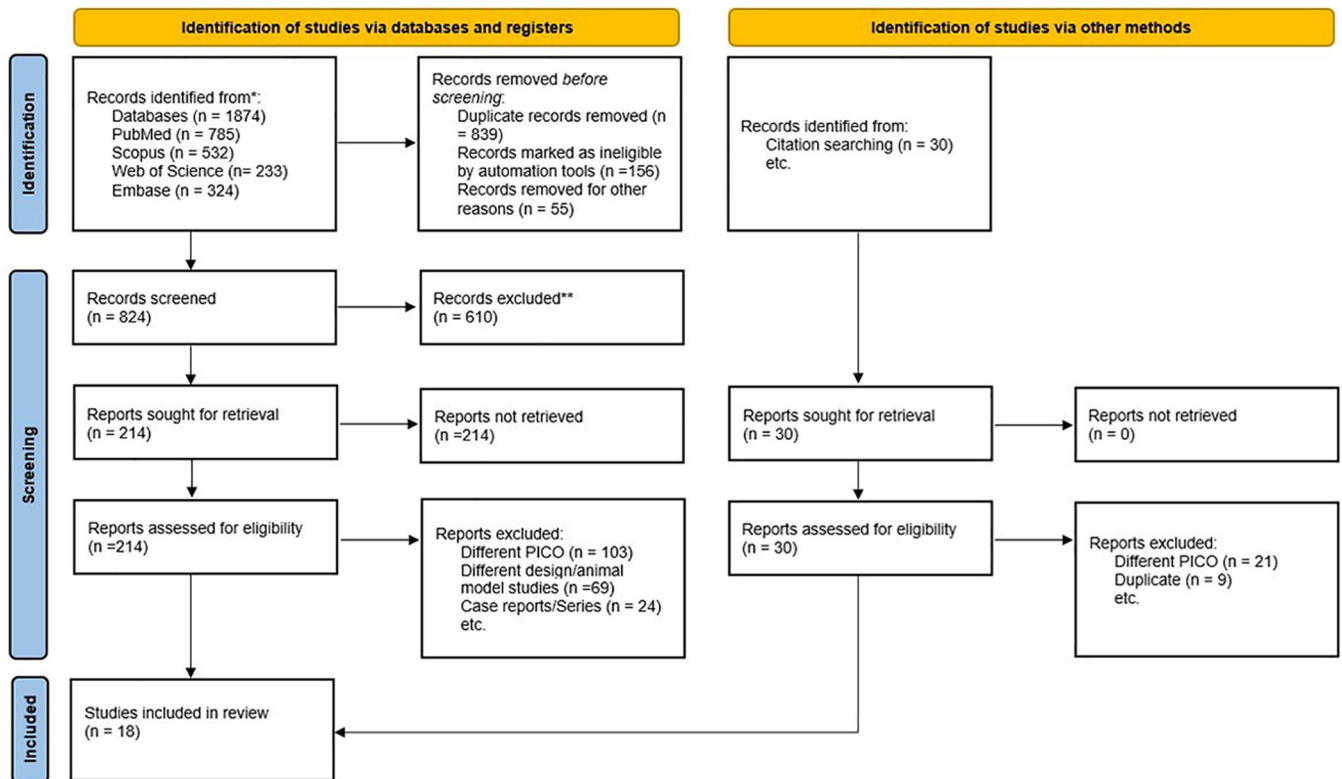 Identification of studies via databases and registers
Identification of studies via other methods
Identification
Records identified from*:
Databases (n = 1874)
PubMed (n = 785)
Scopus (n = 532)
Web of Science (n= 233)
Embase (n = 324)
Records removed before
screening:
Duplicate records removed (n
= 839)
Records marked as ineligible
by automation tools (n =156)
Records removed for other
reasons (n = 55)
Records identified from:
Citation searching (n = 30)
etc.
Screening
Records screened
(n = 824)
Records excluded**
(n = 610)
Reports sought for retrieval
(n = 214)
Reports not retrieved
(n =214)
Reports sought for retrieval
(n = 30)
Reports not retrieved
(n = 0)
Reports assessed for eligibility
(n =214)
Reports excluded:
Different PICO (n = 103)
Different design/animal
model studies (n =69)
Case reports/Series (n = 24)
etc.
Reports assessed for eligibility
(n = 30)
Reports excluded:
Different PICO (n = 21)
Duplicate (n = 9)
etc.
Included
Studies included in review
(n = 18)